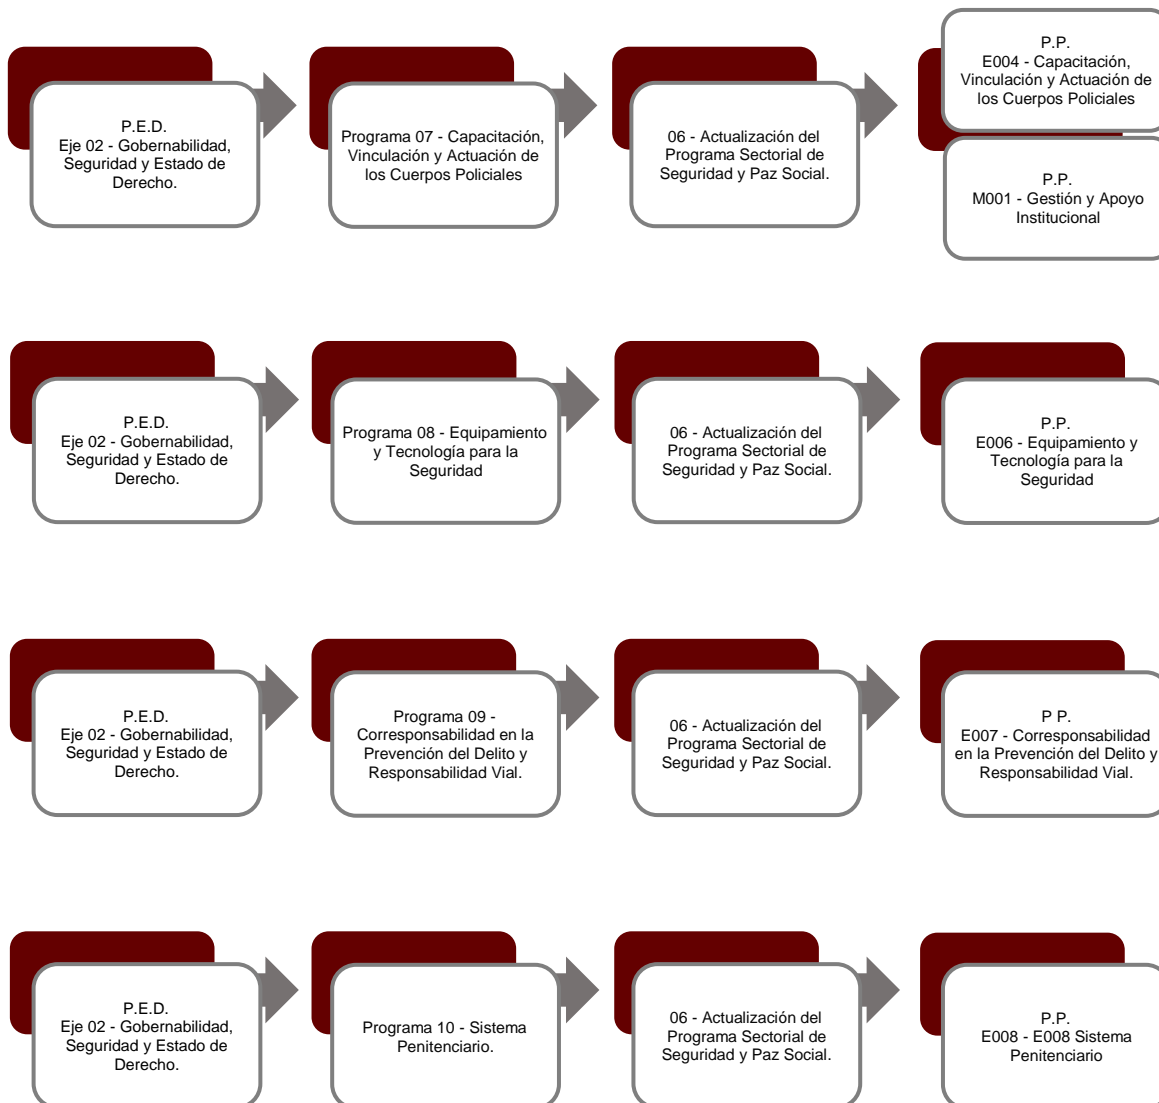 P.E.D.
Eje 02 - Gobernabilidad,
Seguridad y Estado de
Derecho.
Programa 07 - Capacitación,
Vinculación y Actuación de
los Cuerpos Policiales
06 - Actualización del
Programa Sectorial de
Seguridad y Paz Social.
P.P.
E004 - Capacitación,
Vinculación y Actuación de
los Cuerpos Policiales
P.P.
M001 - Gestión y Apoyo
Institucional
P.E.D.
Eje 02 - Gobernabilidad,
Seguridad y Estado de
Derecho.
Programa 08 - Equipamiento
y Tecnología para la
Seguridad
06 - Actualización del
Programa Sectorial de
Seguridad y Paz Social.
P.P.
E006 - Equipamiento y
Tecnología para la
Seguridad
P.E.D.
Eje 02 - Gobernabilidad,
Seguridad y Estado de
Derecho.
Programa 09 -
Corresponsabilidad en la
Prevención del Delito y
Responsabilidad Vial.
06 - Actualización del
Programa Sectorial de
Seguridad y Paz Social.
P P.
E007 - Corresponsabilidad
en la Prevención del Delito y
Responsabilidad Vial.
P.E.D.
Eje 02 - Gobernabilidad,
Seguridad y Estado de
Derecho.
Programa 10 - Sistema
Penitenciario.
06 - Actualización del
Programa Sectorial de
Seguridad y Paz Social.
P.P.
E008 - E008 Sistema
Penitenciario